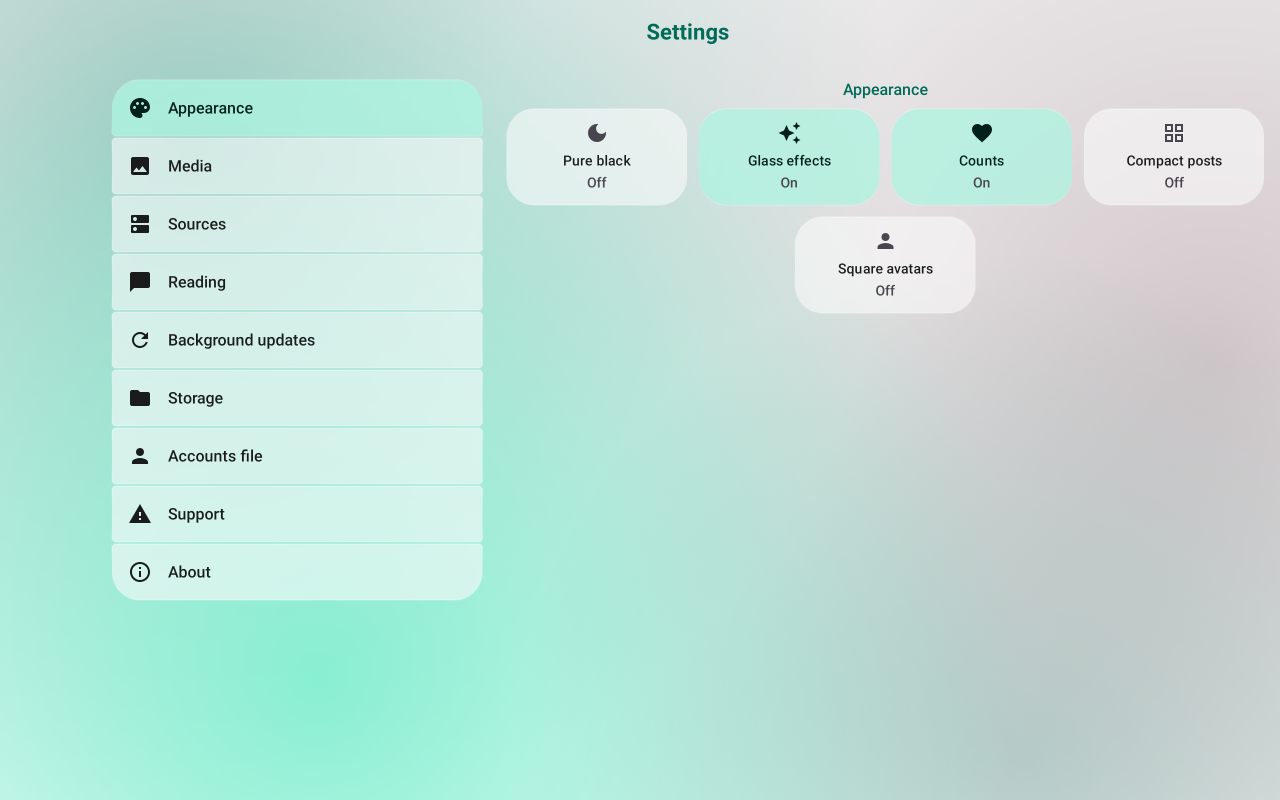 Settings
Appearance
Media
Sources
Reading
Background updates
Storage
Accounts file
Support
About
Appearance
Pure black
Off
Glass effects
On
Counts
On
Compact posts
Off
Square avatars
Off